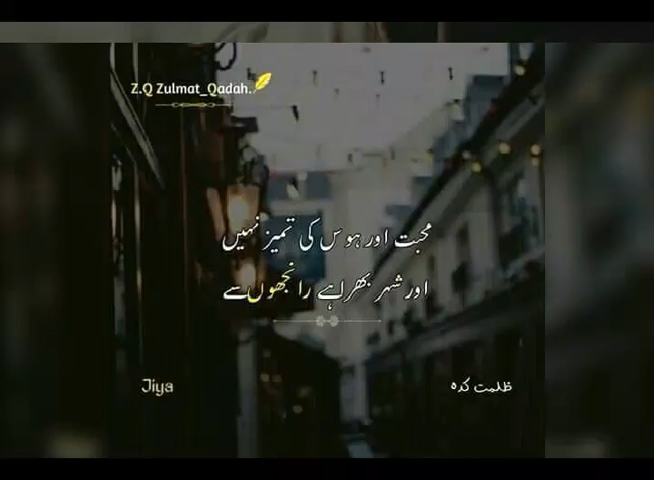 Z.Q Zulmat_Qadah.
محبت اور ہوس کی تمیز نہیں
اور شہر بھرا ہے رانجھوں سے
Jiya
ظلمت کدہ